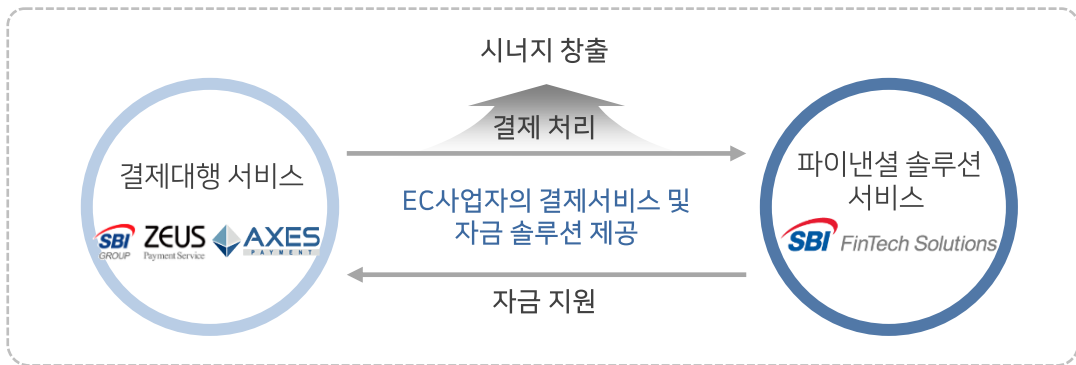 시너지 창출
결제 처리
결제대행 서비스
SBI
GROUP
ZEUS
Payment Service
AXES
PAYMENT
EC사업자의 결제서비스 및
자금 솔루션 제공
파이낸셜 솔루션
서비스
SBI FinTech Solutions
자금 지원